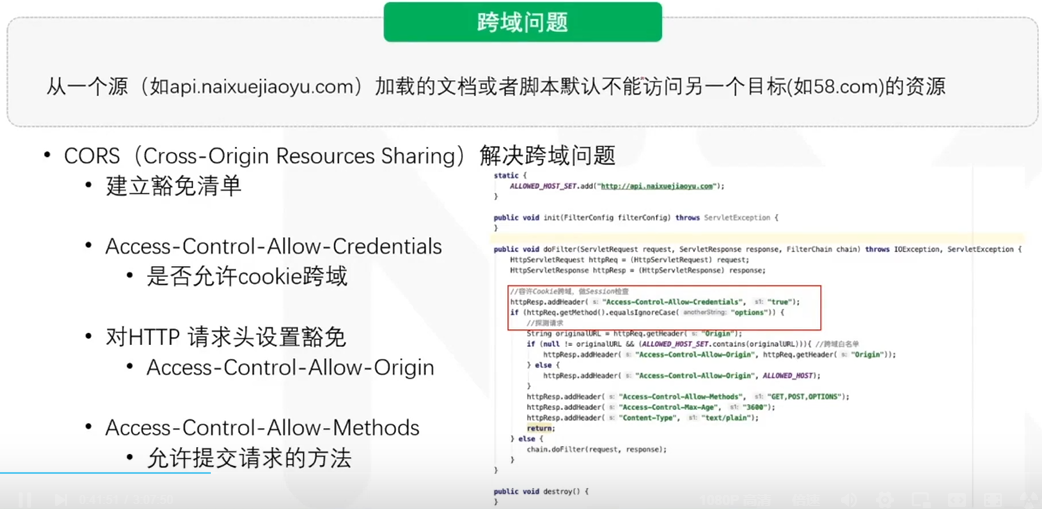 跨域问题
从一个源（如api.naixuejiaoyu.com）加载的文档或者脚本默认不能访问另一个目标(如58.com)的资源
• CORS（Cross-Origin Resources Sharing）解决跨域问题
• 建立豁免清单
• Access-Control-Allow-Credentials
• 是否允许cookie跨域
• 对HTTP 请求头设置豁免
• Access-Control-Allow-Origin
• Access-Control-Allow-Methods
• 允许提交请求的方法
static {
ALLOWED_HOST_SET.add("http://api.naixuejiaoyu.com");
}
public void init(FilterConfig filterConfig) throws ServletException {
}
public void doFilter(ServletRequest request, ServletResponse response, FilterChain chain) throws IOException, ServletException {
HttpServletRequest httpReq = (HttpServletRequest) request;
HttpServletResponse httpResp = (HttpServletResponse) response;
//容许Cookie跨域，做Session检查
httpResp.addHeader( s: "Access-Control-Allow-Credentials", s1: "true");
if (httpReq.getMethod().equalsIgnoreCase( anotherString: "options")) {
//探测请求
String originalURL = httpReq.getHeader( s: "Origin");
if (null != originalURL && (ALLOWED_HOST_SET.contains(originalURL))){ //跨域白名单
httpResp.addHeader( s: "Access-Control-Allow-Origin", httpReq.getHeader( s: "Origin"));
} else {
httpResp.addHeader( s: "Access-Control-Allow-Origin", ALLOWED_HOST);
}
httpResp.addHeader( s: "Access-Control-Allow-Methods", s1: "GET,POST,OPTIONS");
httpResp.addHeader( s: "Access-Control-Max-Age", s1: "3600");
httpResp.addHeader( s: "Content-Type", s1: "text/plain");
return;
} else {
chain.doFilter(request, response);
}
}
public void destroy() {
}